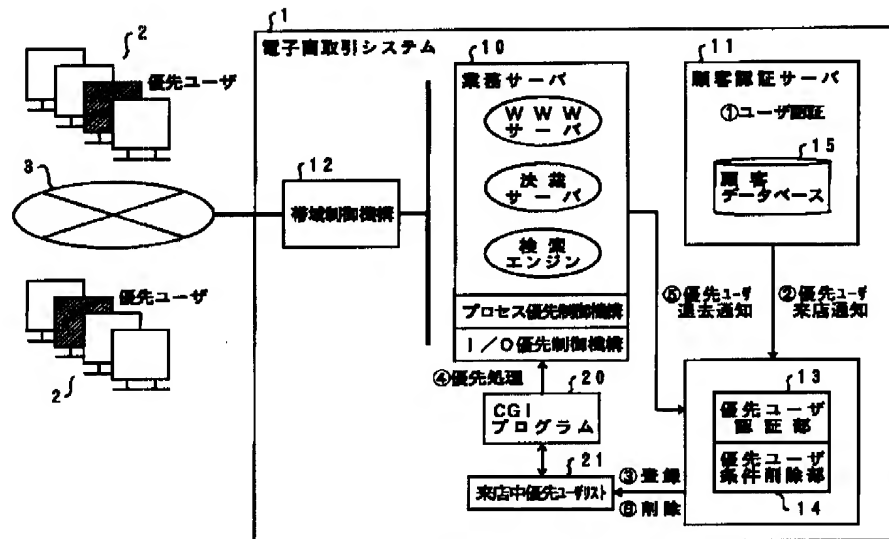 1
電子商取引システム
2
優先ユーザ
3
12
帯域制御機構
10
業務サーバ
WWW
サーバ
決裁
サーバ
検索
エンジン
プロセス優先制御機構
I/O優先制御機構
11
顧客認証サーバ
①ユーザ認証
15
顧客
データベース
優先ユーザ
2
⑤優先ユーザ
退去通知
②優先ユーザ
来店通知
④優先処理
20
CGI
プログラム
21
来店中優先ユーザリスト
③登録
⑥削除
13
優先ユーザ
認証部
優先ユーザ
条件削除部
14